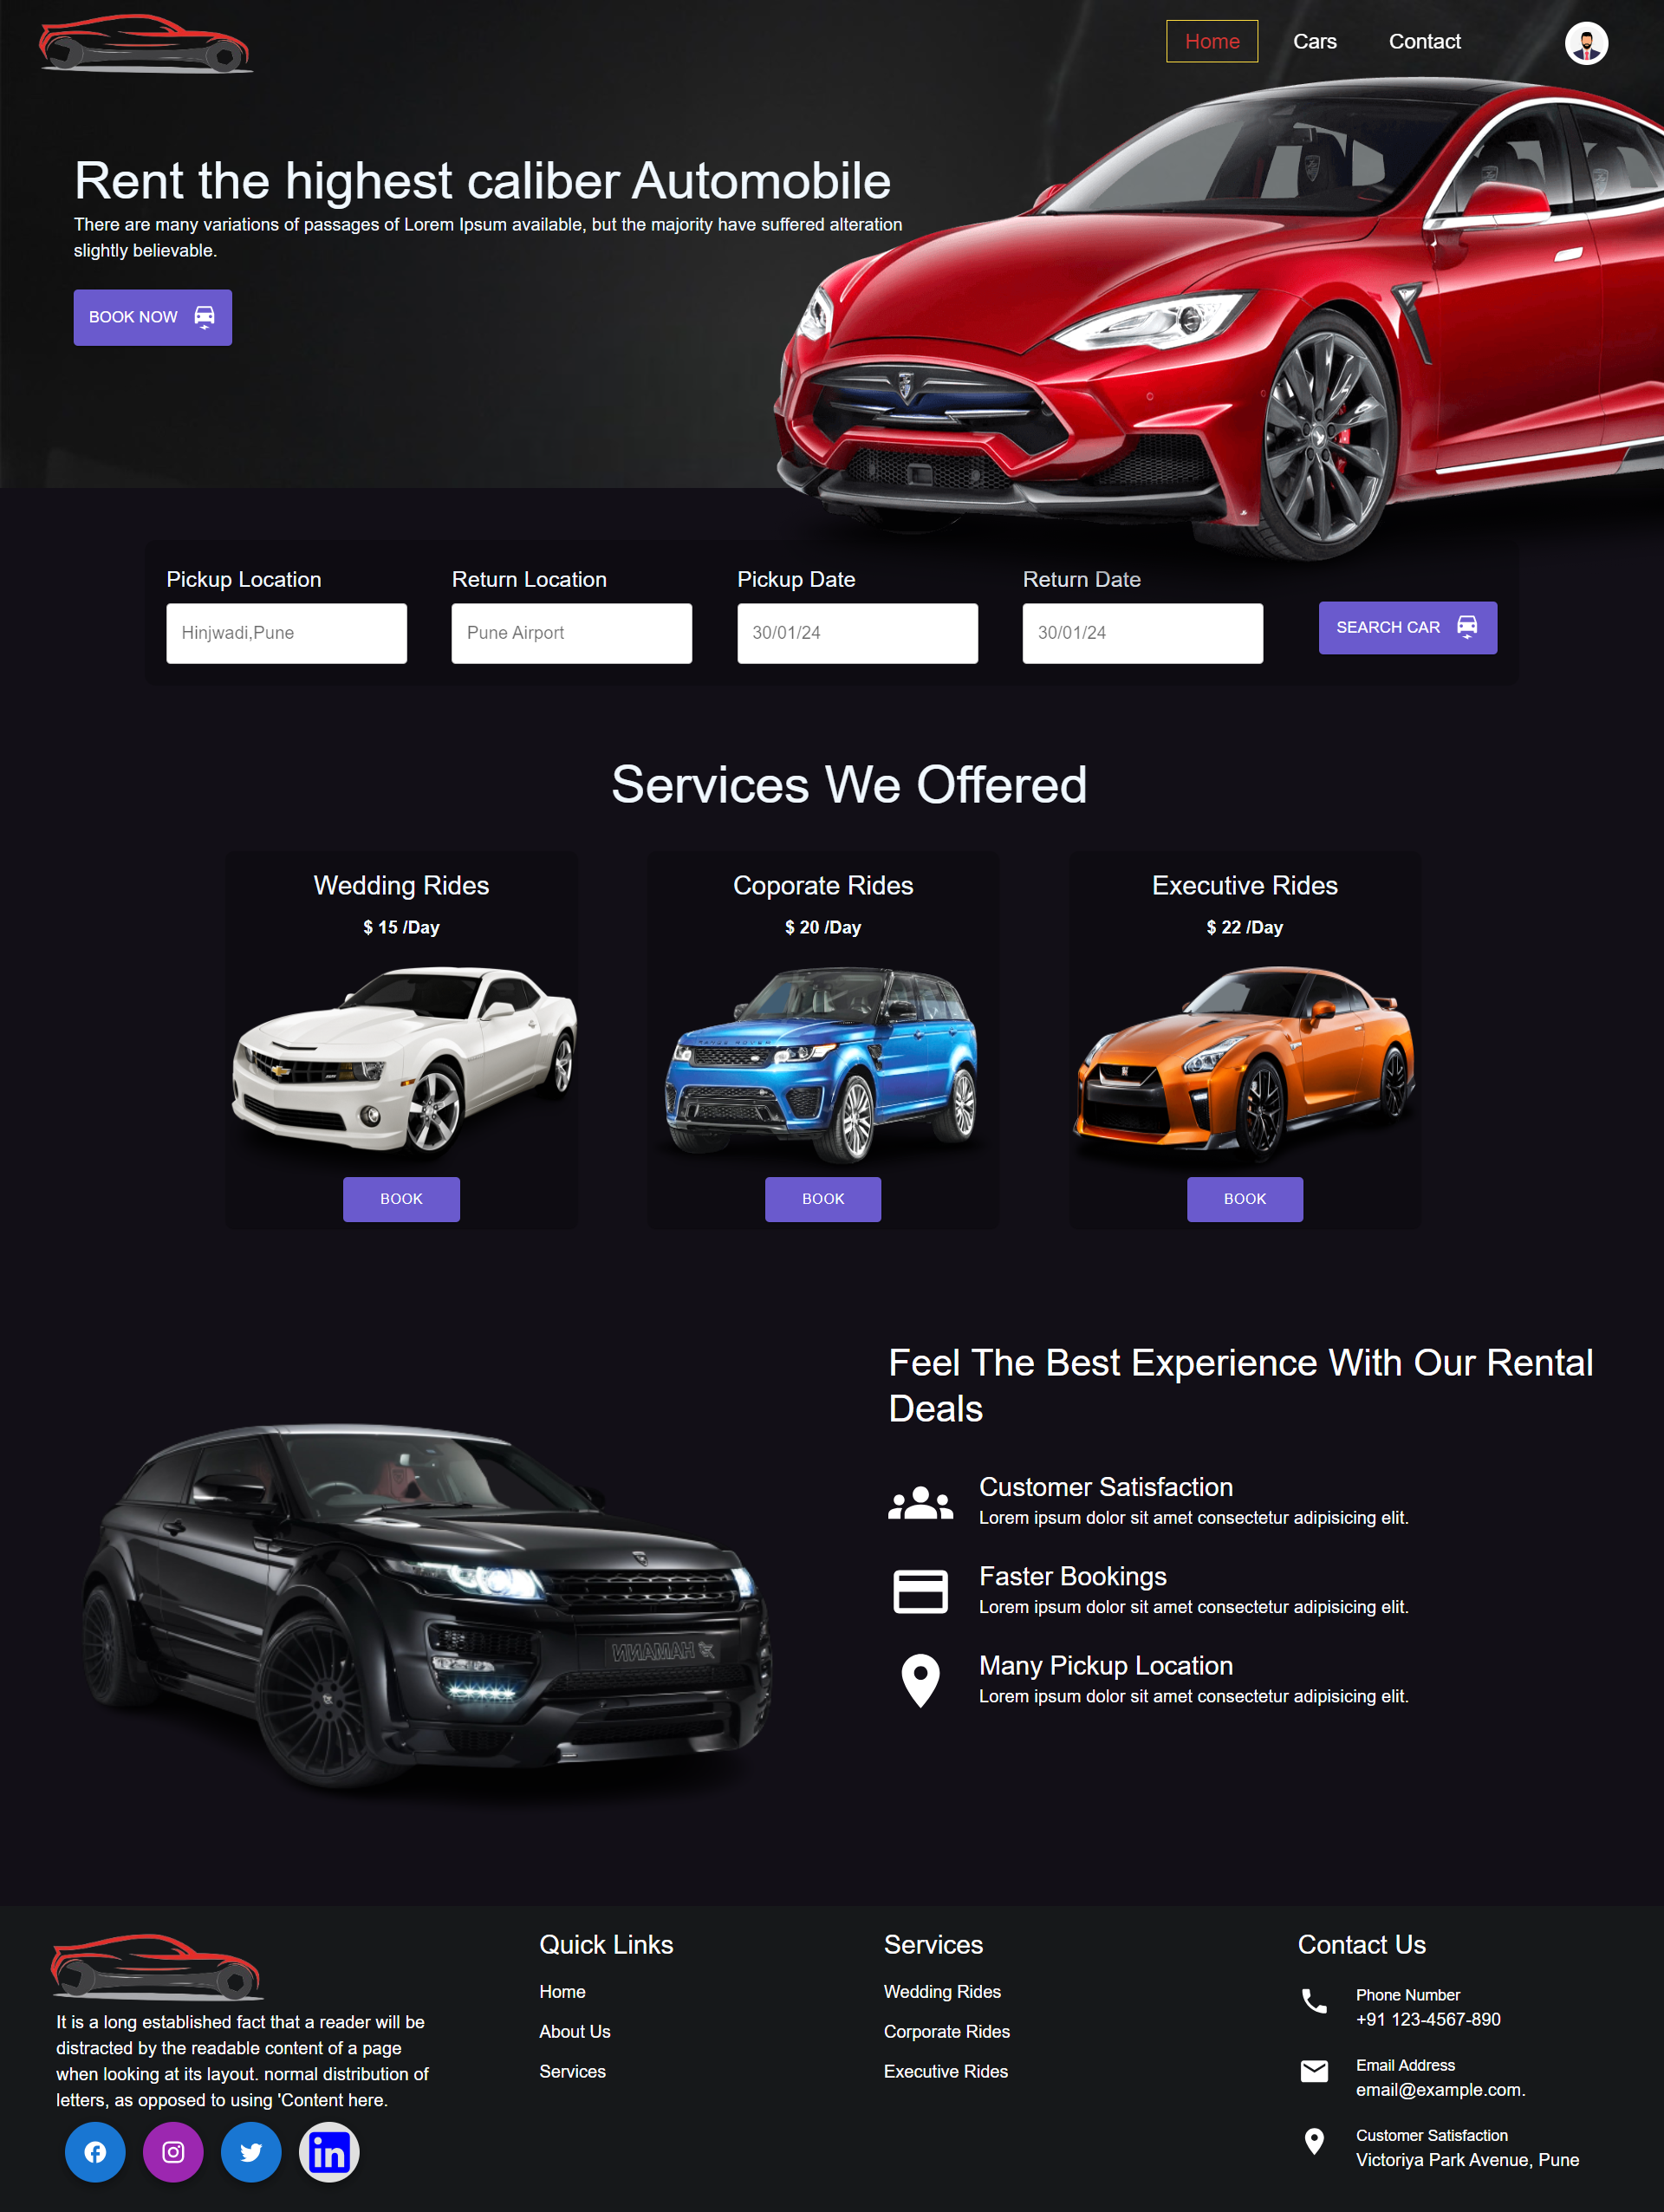 Home
Cars
Contact
Rent the highest caliber Automobile
There are many variations of passages of Lorem Ipsum available, but the majority have suffered alteration
slightly believable.
BOOK NOW
Pickup Location
Return Location
Pickup Date
Return Date
Hinjwadi,Pune
Pune Airport
30/01/24
30/01/24
SEARCH CAR
Services We Offered
Wedding Rides
$ 15 /Day
BOOK
Coporate Rides
$ 20 /Day
RANGE ROVER
BOOK
Executive Rides
$ 22 /Day
BOOK
Feel The Best Experience With Our Rental
Deals
Customer Satisfaction
Lorem ipsum dolor sit amet consectetur adipisicing elit.
Faster Bookings
Lorem ipsum dolor sit amet consectetur adipisicing elit.
Many Pickup Location
Lorem ipsum dolor sit amet consectetur adipisicing elit.
HAMANN
It is a long established fact that a reader will be
distracted by the readable content of a page
when looking at its layout. normal distribution of
letters, as opposed to using 'Content here.
in
Quick Links
Home
About Us
Services
Services
Wedding Rides
Corporate Rides
Executive Rides
Contact Us
Phone Number
+91 123-4567-890
Email Address
email@example.com.
Customer Satisfaction
Victoriya Park Avenue, Pune